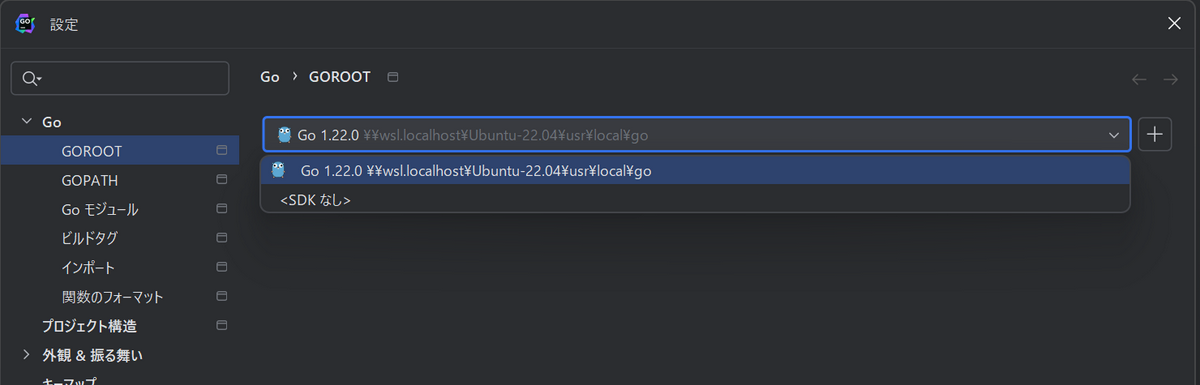 設定
Go › GOROOT
Go
GOROOT
GOPATH
Go モジュール
ビルドタグ
インポート
関数のフォーマット
プロジェクト構造
外観 & 振る舞い
キーマップ
Go 1.22.0 ¥¥wsl.localhost¥Ubuntu-22.04¥usr¥local¥go
Go 1.22.0 ¥¥wsl.localhost¥Ubuntu-22.04¥usr¥local¥go
<SDK なし>